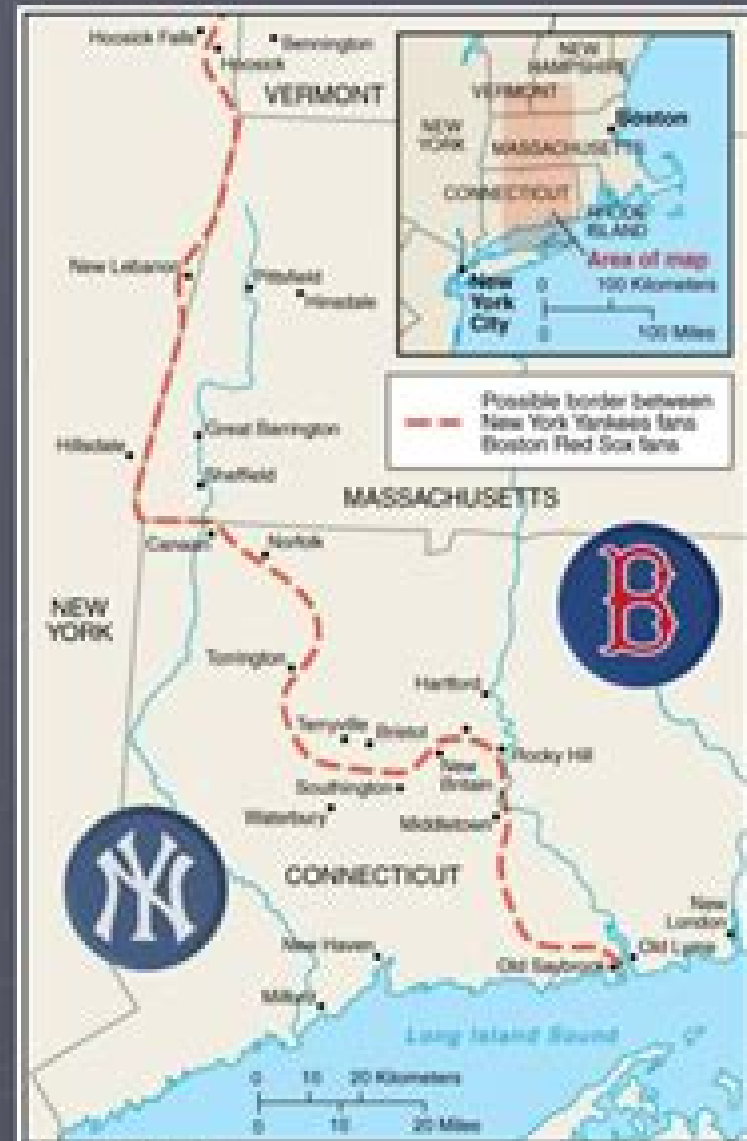 Hoosick Falls
Bennington
Hoosick
VERMONT
NEW
HAMPSHIRE
VERMONT
Boston
NEW
YORK
MASSACHUSETTS
CONNECTICUT
RHODE
ISLAND
Area of map
New
York
City
0 100 Kilometers
0 100 Miles
New Lebanon
Pittsfield
Hinsdale
Possible border between
New York Yankees fans
Boston Red Sox fans
Great Barrington
Hillsdale
Sheffield
MASSACHUSETTS
Canaan
Norfolk
B
NEW
YORK
Torrington
Hartford
Terryville
Bristol
Rocky Hill
New
Britain
Southington
Waterbury
Middletown
NY
CONNECTICUT
New
London
New Haven
Old Lyme
Old Saybrook
Milford
Long Island Sound
0 10 20 Kilometers
0 10 20 Miles